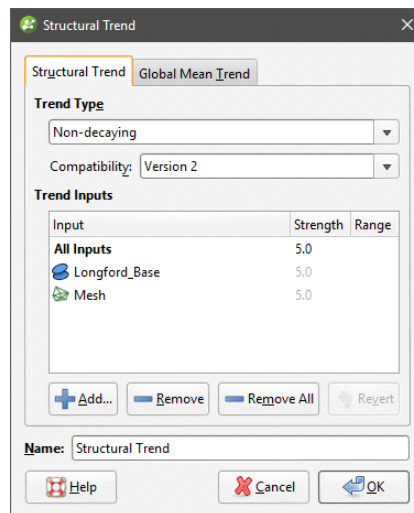 Structural Trend
Structural Trend Global Mean Trend
Trend Type
Non-decaying
Compatibility: Version 2
Trend Inputs
Input Strength Range
All Inputs 5.0
Longford_Base 5.0
Mesh 5.0
Add... Remove Remove All Revert
Name: Structural Trend
Help Cancel OK